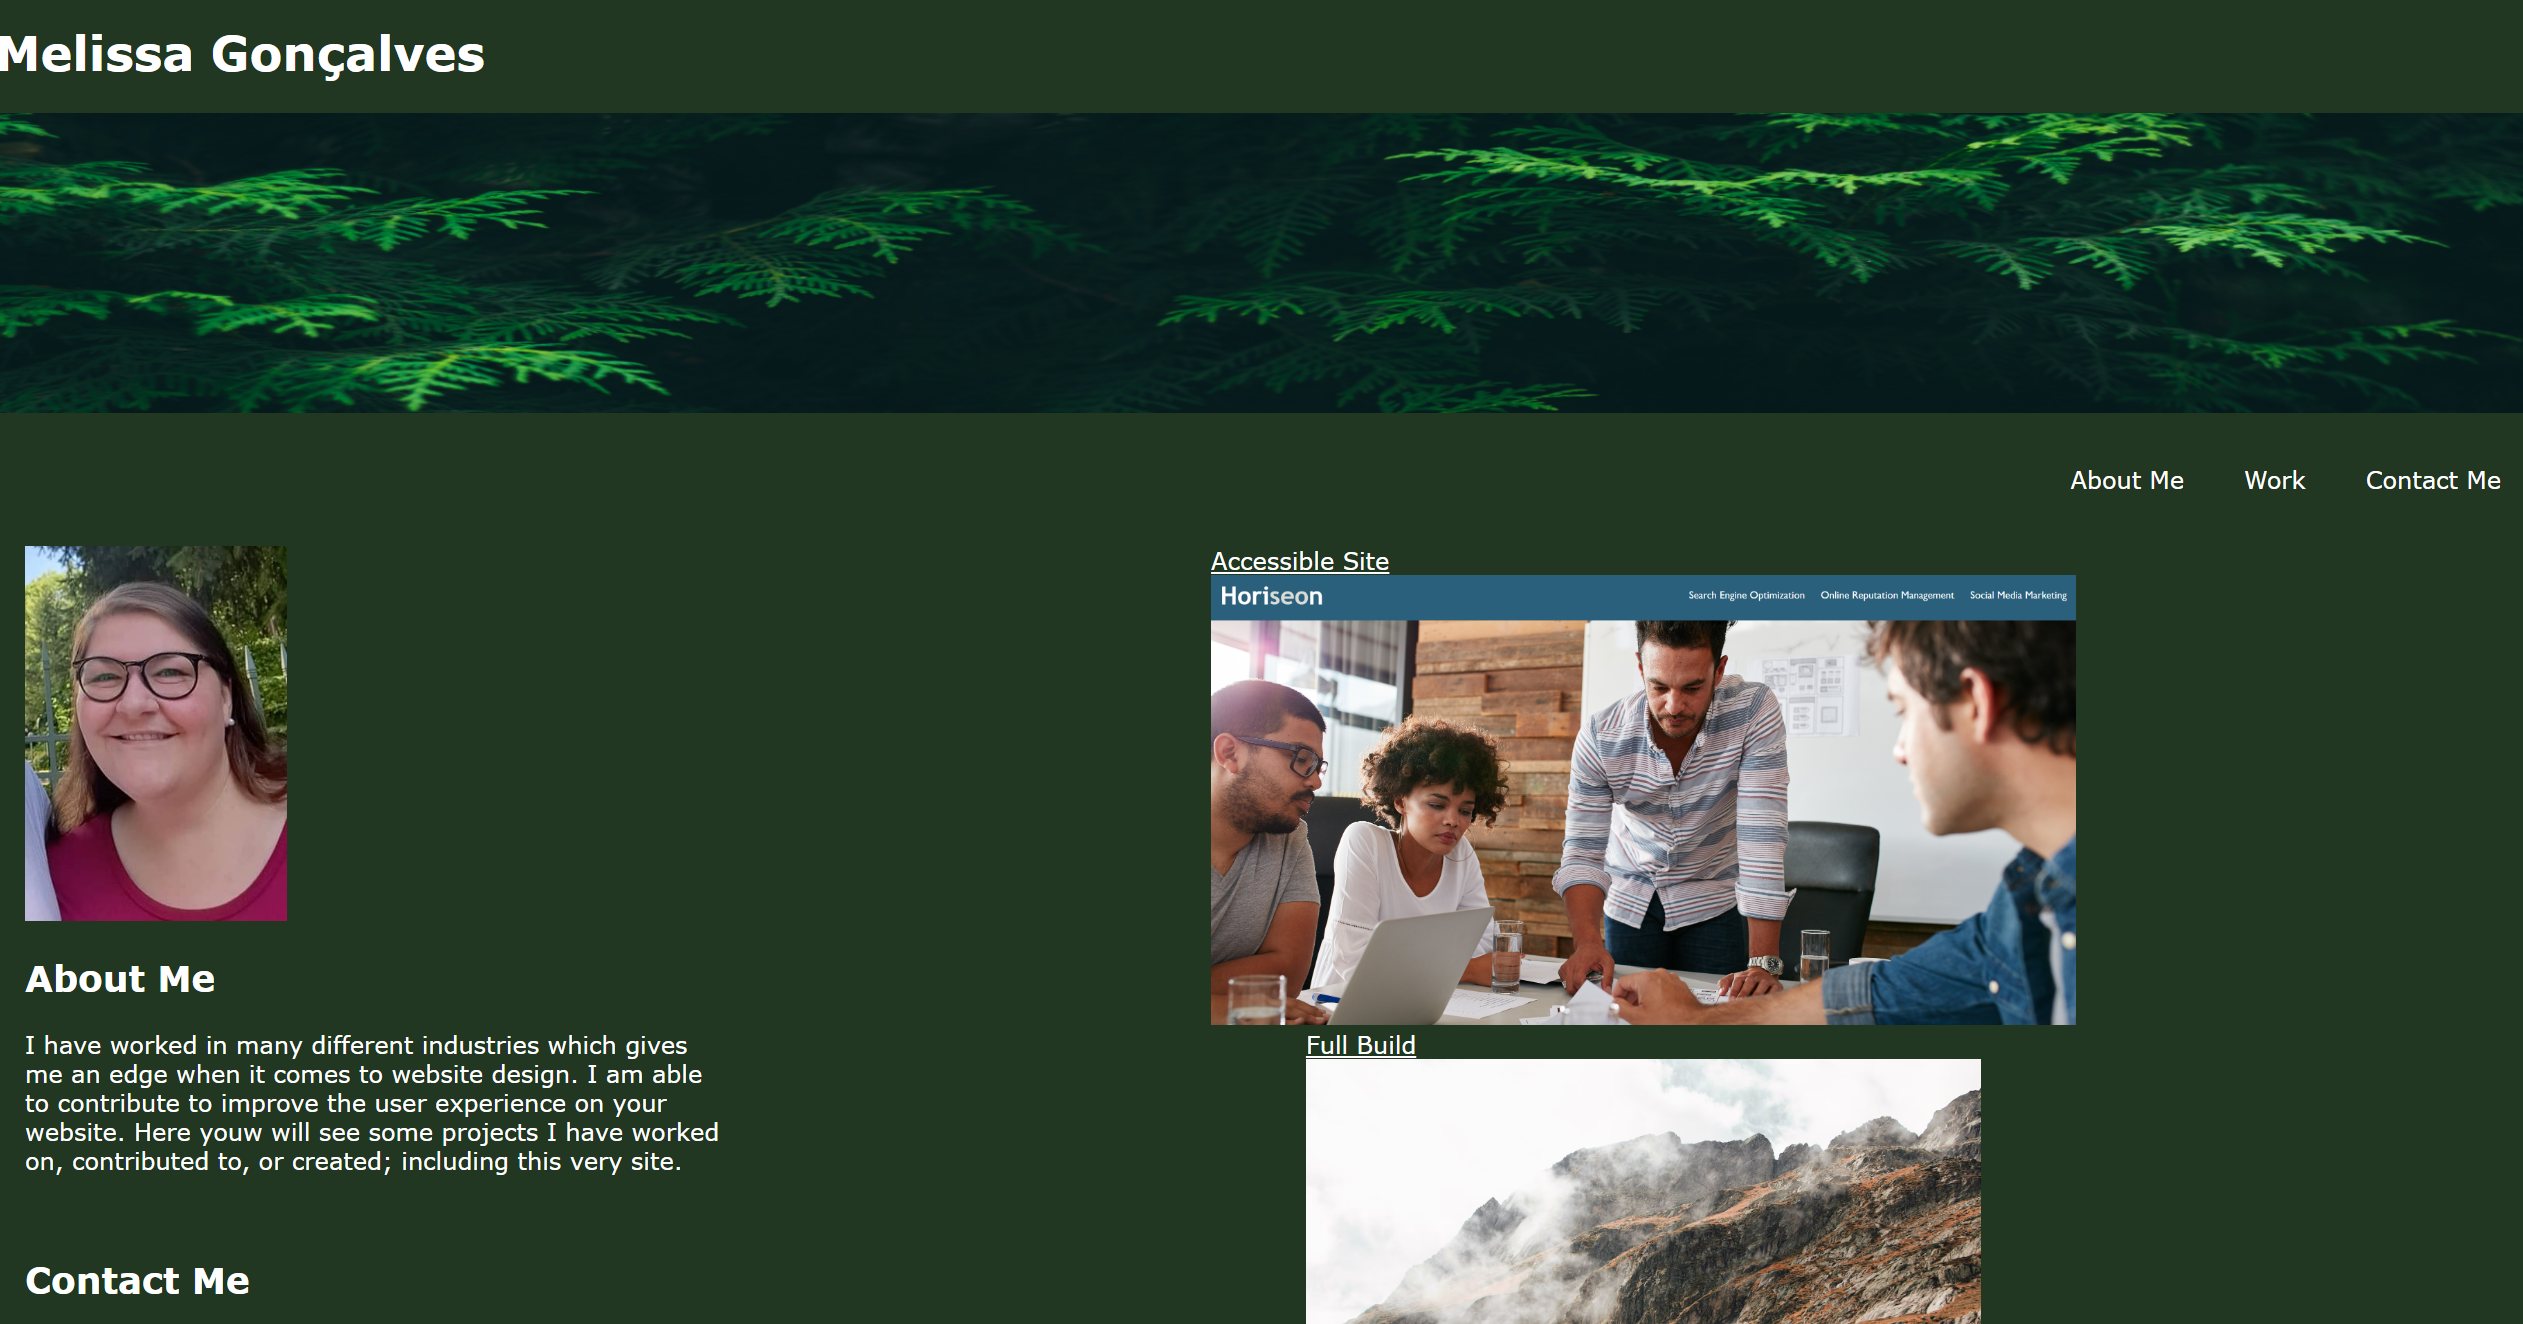 Melissa Gonçalves
About Me Work Contact Me
Accessible Site
Horiseon Search Engine Optimization Online Reputation Management Social Media Marketing
About Me
I have worked in many different industries which gives
me an edge when it comes to website design. I am able
to contribute to improve the user experience on your
website. Here youw will see some projects I have worked
on, contributed to, or created; including this very site.
Full Build
Contact Me